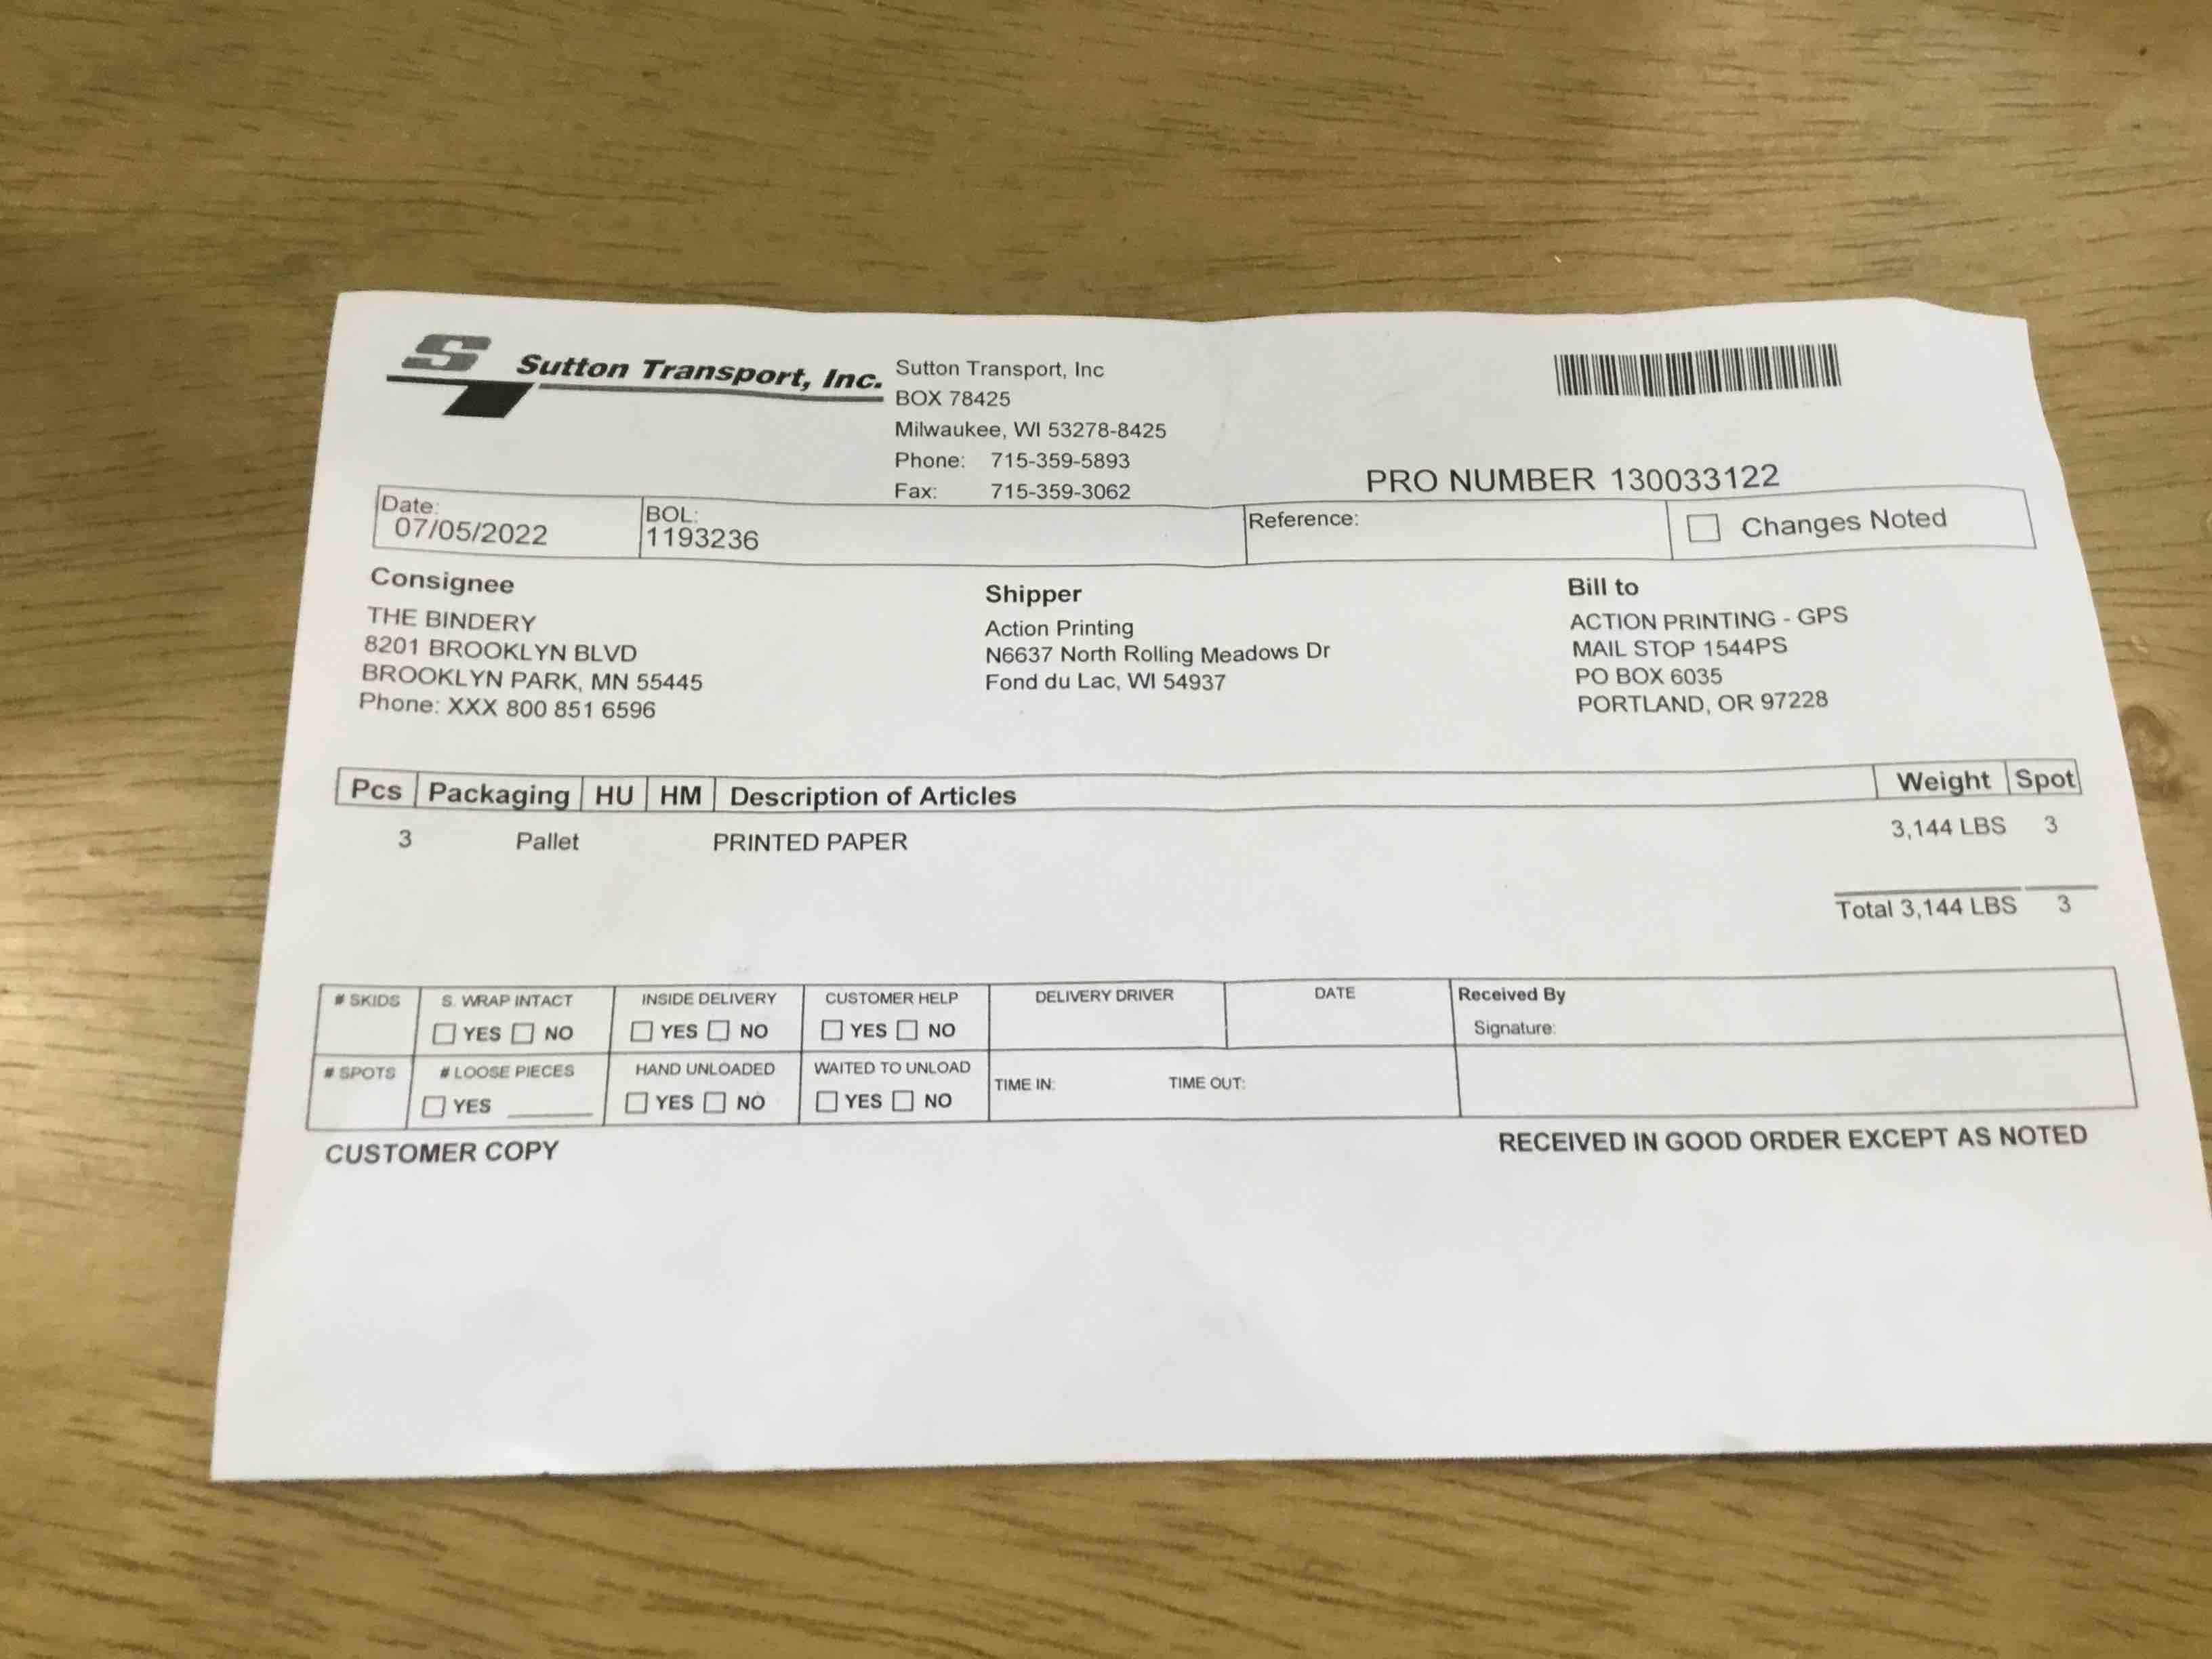 S
Sutton Transport, Inc.
Sutton Transport, Inc
BOX 78425
Milwaukee, WI 53278-8425
Phone: 715-359-5893
Fax: 715-359-3062
PRO NUMBER 130033122
Date:
07/05/2022
BOL:
1193236
Reference:
Changes Noted
Consignee
THE BINDERY
8201 BROOKLYN BLVD
BROOKLYN PARK, MN 55445
Phone: XXX 800 851 6596
Shipper
Action Printing
N6637 North Rolling Meadows Dr
Fond du Lac, WI 54937
Bill to
ACTION PRINTING - GPS
MAIL STOP 1544PS
PO BOX 6035
PORTLAND, OR 97228
Pcs Packaging HU HM Description of Articles Weight Spot
3 Pallet PRINTED PAPER 3,144 LBS 3
Total 3,144 LBS 3
# SKIDS
S. WRAP INTACT
YES NO
INSIDE DELIVERY
YES NO
CUSTOMER HELP
YES NO
DELIVERY DRIVER
DATE
Received By
Signature:
# SPOTS
# LOOSE PIECES
YES ________
HAND UNLOADED
YES NO
WAITED TO UNLOAD
YES NO
TIME IN: TIME OUT:
CUSTOMER COPY
RECEIVED IN GOOD ORDER EXCEPT AS NOTED